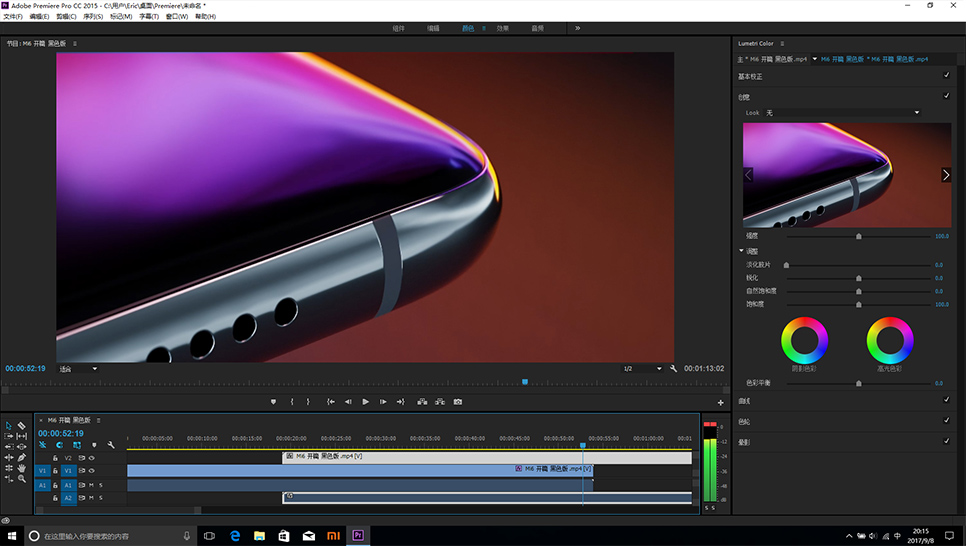 Adobe Premiere Pro CC 2015 - C:\用户\Eric\桌面\Premiere\未命名 *
文件(F) 编辑(E) 剪辑(C) 序列(S) 标记(M) 字幕(T) 窗口(W) 帮助(H)
组件 编辑 颜色 效果 音频 »
节目: Mi6 开箱 黑色版
Lumetri Color
主 * Mi6 开箱 黑色版.mp4 Mi6 开箱 黑色版 * Mi6 开箱 黑色版.mp4
基本校正
创意
Look 无
强度 100.0
调整
淡化胶片 0.0
锐化 0.0
自然饱和度 0.0
饱和度 100.0
阴影色彩 高光色彩
色彩平衡 0.0
曲线
色轮
晕影
00:00:52:19 适合 1/2 00:01:13:02
× Mi6 开箱 黑色版
00:00:52:19
00:00:05:00 00:00:10:00 00:00:15:00 00:00:20:00 00:00:25:00 00:00:30:00 00:00:35:00 00:00:40:00 00:00:45:00 00:00:50:00 00:00:55:00 00:01:00:00 00:01
V2 Mi6 开箱 黑色版.mp4 [V]
V1 V1 Mi6 开箱 黑色版.mp4 [V]
A1 A1 M S
A2 M S
S S
在这里输入你要搜索的内容
中
20:15
2017/9/8